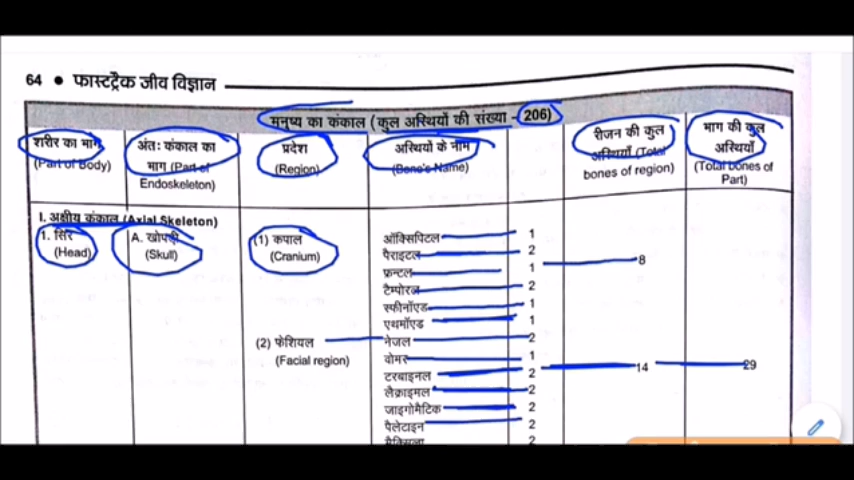 64 • फास्टट्रैक जीव विज्ञान
मनुष्य का कंकाल (कुल अस्थियों की संख्या - 206)
शरीर का भाग
(Part of Body)
अंतः कंकाल का
भाग (Part of
Endoskeleton)
प्रदेश
(Region)
अस्थियों के नाम
(Bone's Name)
रीजन की कुल
अस्थियाँ (Total
bones of region)
भाग की कुल
अस्थियाँ
(Total bones of
Part)
I. अक्षीय कंकाल (Axial Skeleton)
1. सिर
(Head)
A. खोपड़ी
(Skull)
(1) कपाल
(Cranium)
ऑक्सिपिटल 1
पैराइटल 2
फ्रन्टल 1 8
टैम्पोरल 2
स्फीनॉएड 1
एथमॉएड 1
(2) फेशियल नेजल 2
(Facial region) वोमर 1
टरबाइनल 2 14 29
लैक्राइमल 2
जाइगोमैटिक 2
पैलेटाइन 2
मैक्सिला 2